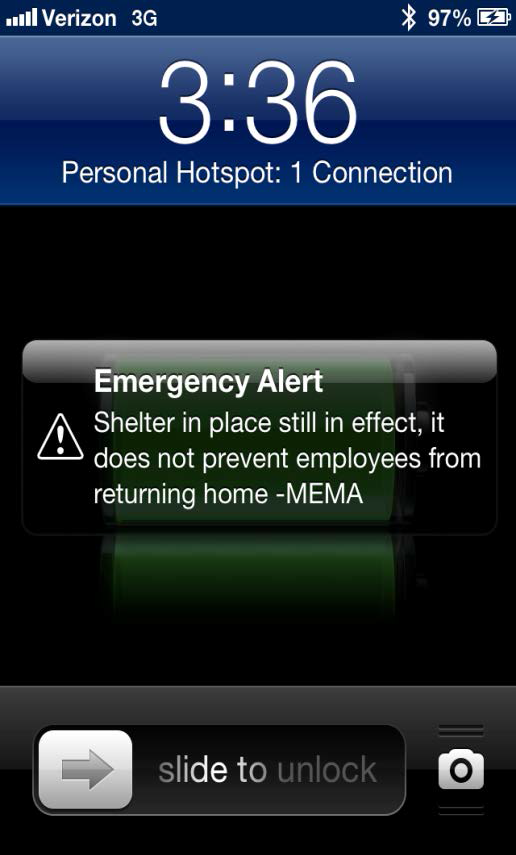 Verizon 3G 97%
3:36
Personal Hotspot: 1 Connection
Emergency Alert
Shelter in place still in effect, it
does not prevent employees from
returning home -MEMA
slide to unlock